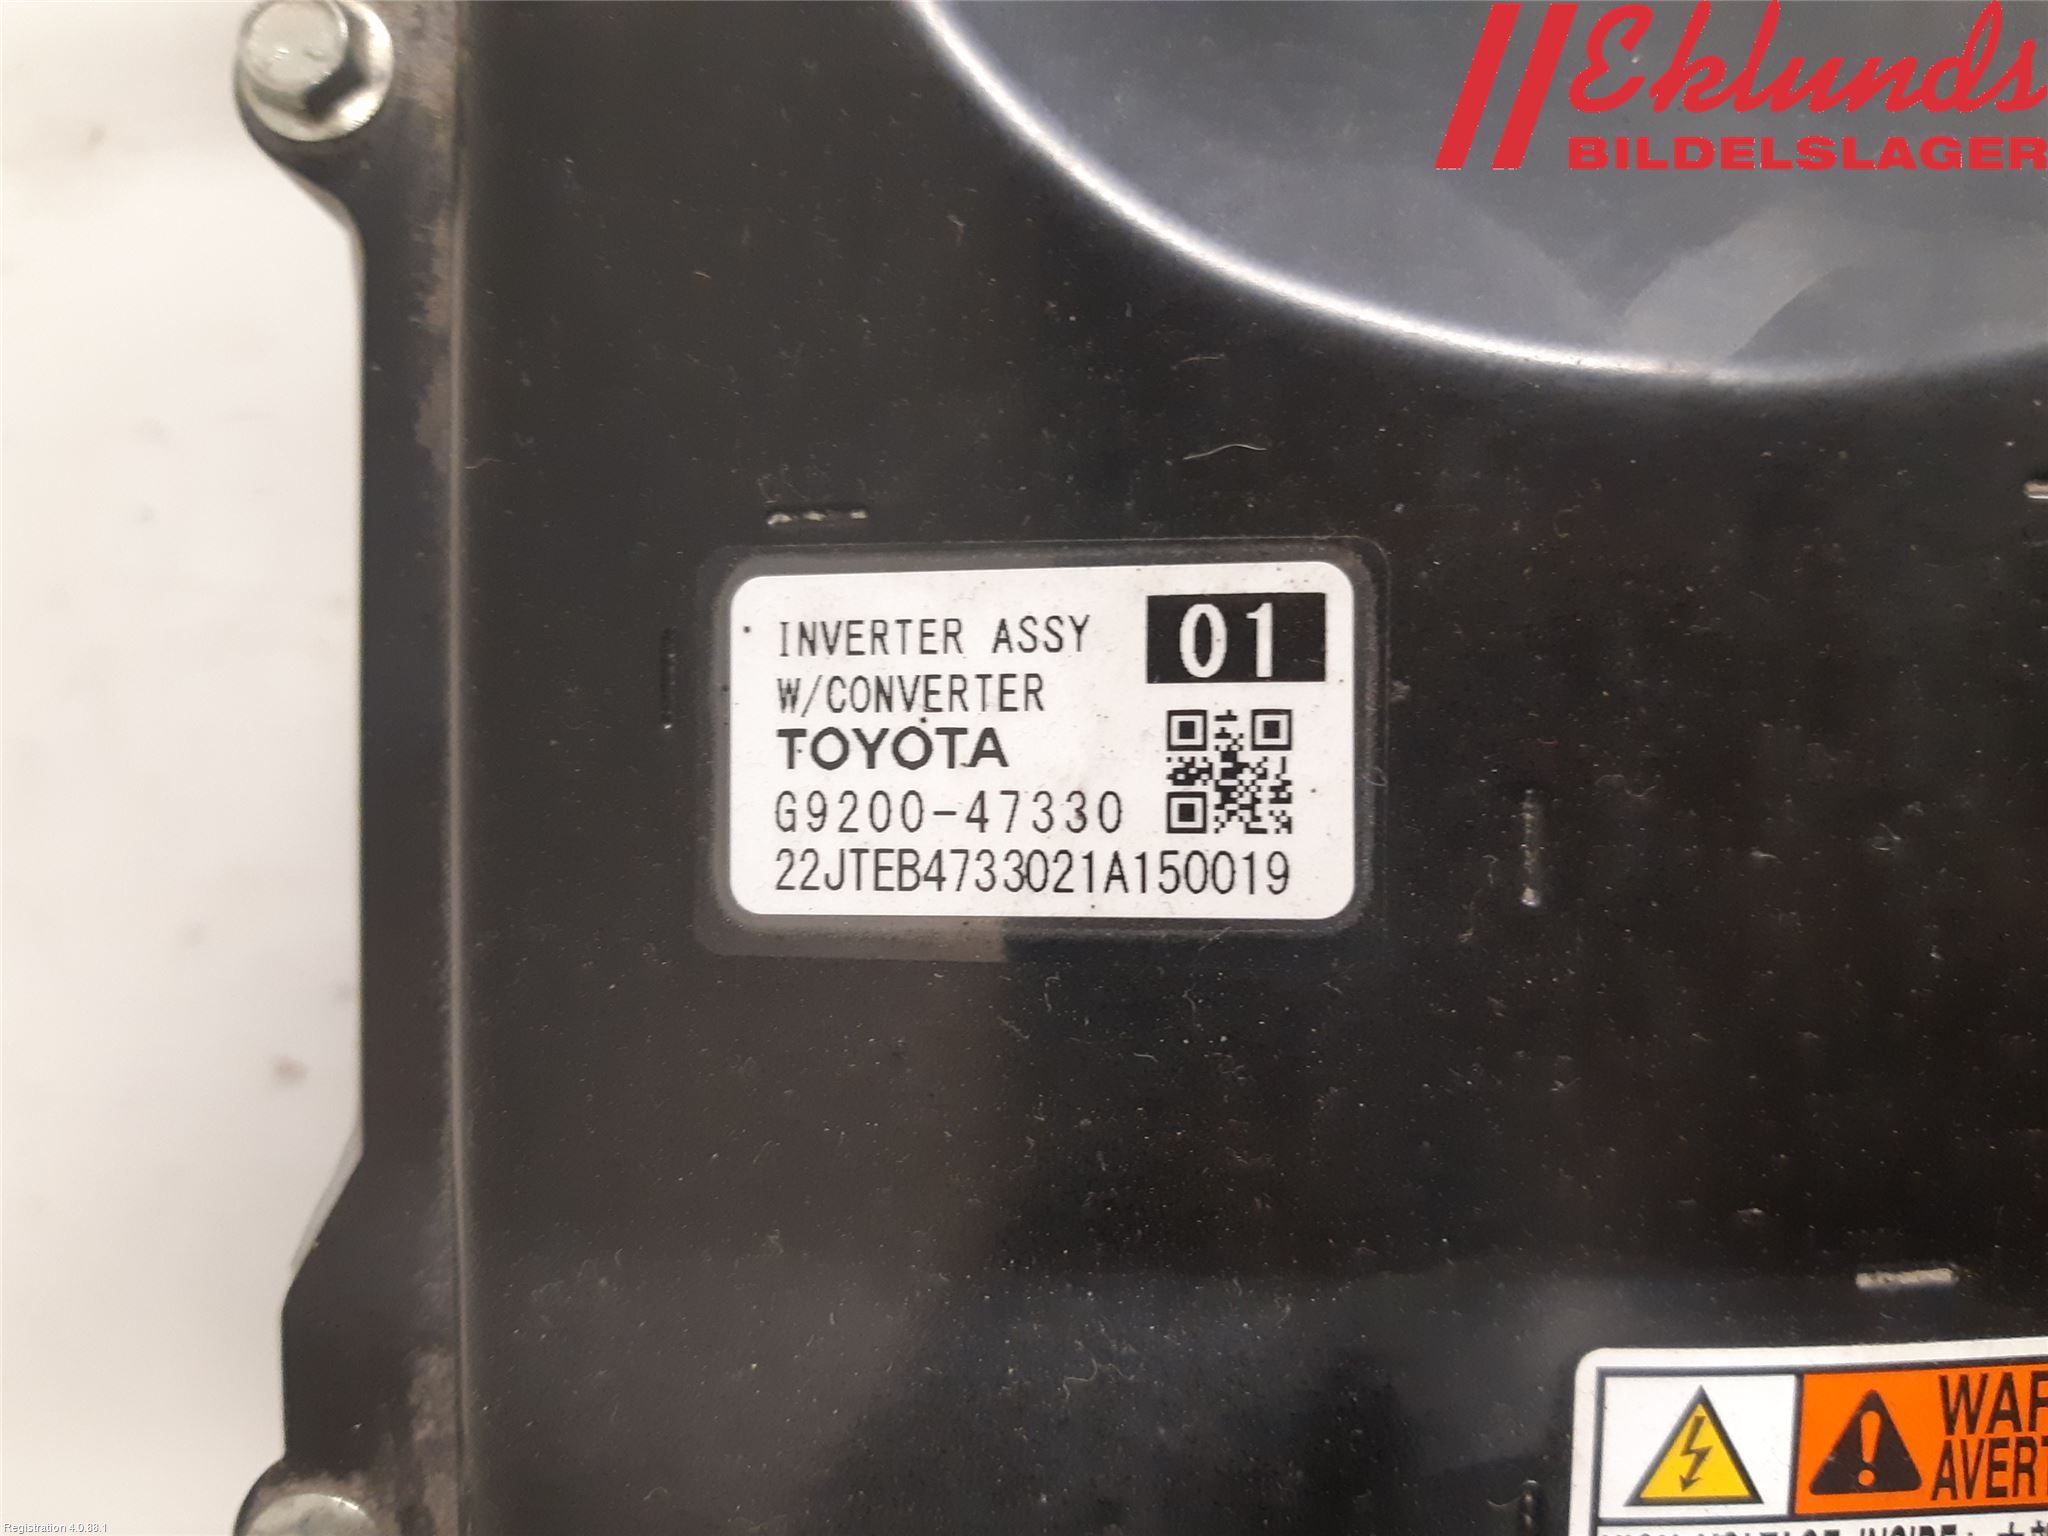 Eklunds
BILDELSLAGER
INVERTER ASSY
01
W/CONVERTER
TOYOTA
G9200-47330
22JTEB4733021A150019
WAR
AVERT
Registration 4.0.88.1